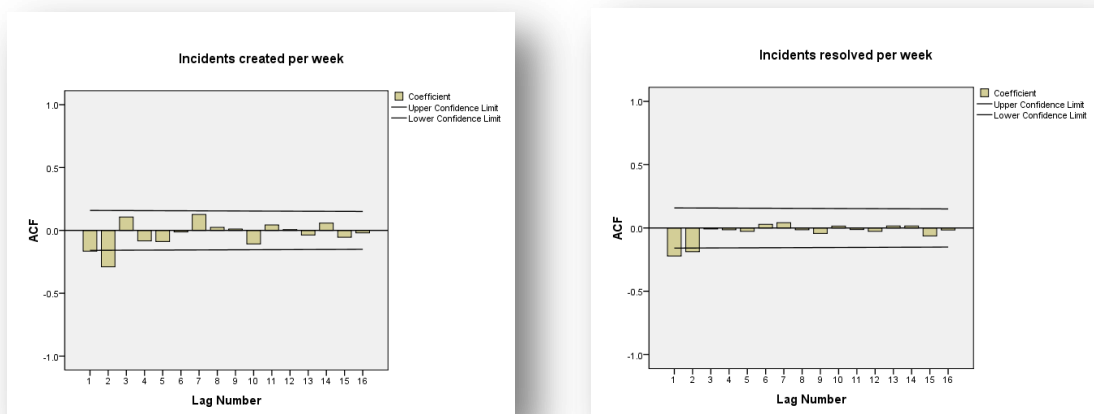 Incidents created per week
Coefficient
Upper Confidence Limit
Lower Confidence Limit
1.0
0.5
0.0
-0.5
-1.0
ACF
1 2 3 4 5 6 7 8 9 10 11 12 13 14 15 16
Lag Number
Incidents resolved per week
Coefficient
Upper Confidence Limit
Lower Confidence Limit
1.0
0.5
0.0
-0.5
-1.0
ACF
1 2 3 4 5 6 7 8 9 10 11 12 13 14 15 16
Lag Number